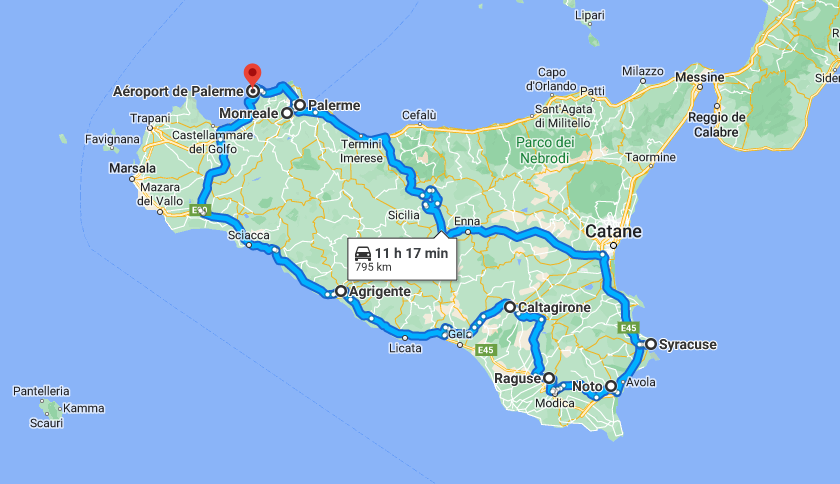 Lipari
Capo
d'Orlando
Patti
Milazzo
Messine
Reggio de
Calabre
Sant'Agata
di Militello
Cefalù
Parco dei
Nebrodi
Taormine
Aéroport de Palerme
Palerme
Monreale
Trapani
Castellammare
del Golfo
Favignana
Marsala
Mazara
del Vallo
Termini
Imerese
E90
Sicilia
Enna
Catane
Sciacca
11 h 17 min
795 km
Agrigente
Caltagirone
Gela
Licata
E45
E45
Syracuse
Raguse
Noto
Avola
Modica
Pantelleria
Kamma
Scauri